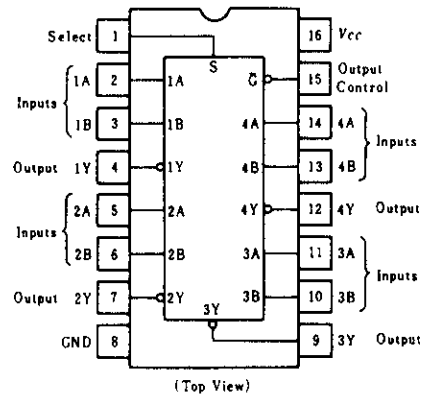 Select 1
Inputs
1A 2
1B 3
Output 1Y 4
Inputs
2A 5
2B 6
Output 2Y 7
GND 8
S
1A
1B
1Y
2A
2B
2Y
3Y
G
4A
4B
4Y
3A
3B
16 Vcc
15 Output
Control
14 4A
Inputs
13 4B
12 4Y Output
11 3A
Inputs
10 3B
9 3Y Output
(Top View)